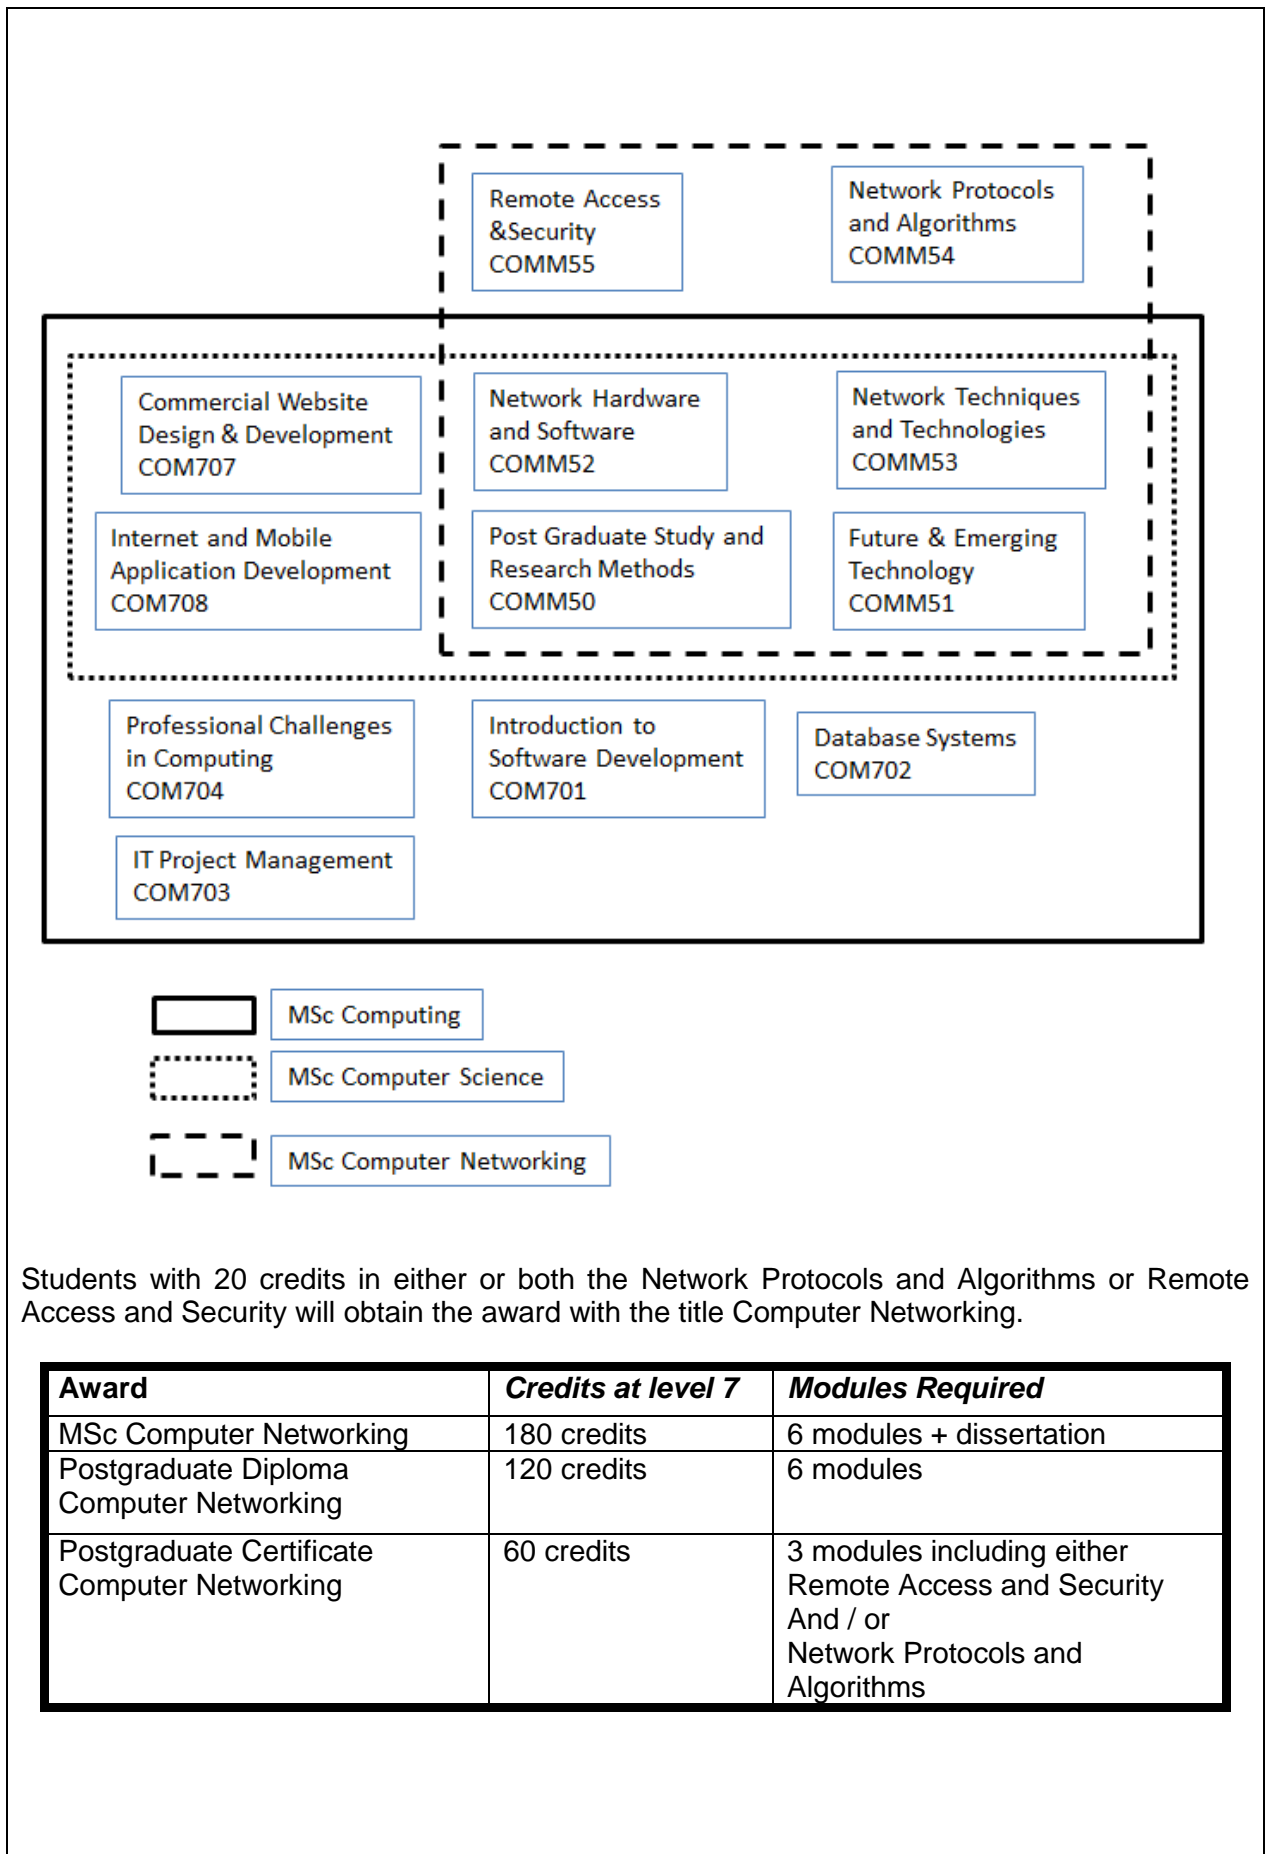 Remote Access
&Security
COMM55
Network Protocols
and Algorithms
COMM54
Commercial Website
Design & Development
COM707
Network Hardware
and Software
COMM52
Network Techniques
and Technologies
COMM53
Internet and Mobile
Application Development
COM708
Post Graduate Study and
Research Methods
COMM50
Future & Emerging
Technology
COMM51
Professional Challenges
in Computing
COM704
Introduction to
Software Development
COM701
Database Systems
COM702
IT Project Management
COM703
MSc Computing
MSc Computer Science
MSc Computer Networking
Students with 20 credits in either or both the Network Protocols and Algorithms or Remote
Access and Security will obtain the award with the title Computer Networking.
Award
Credits at level 7
Modules Required
MSc Computer Networking
180 credits
6 modules + dissertation
Postgraduate Diploma
Computer Networking
120 credits
6 modules
Postgraduate Certificate
Computer Networking
60 credits
3 modules including either
Remote Access and Security
And / or
Network Protocols and
Algorithms